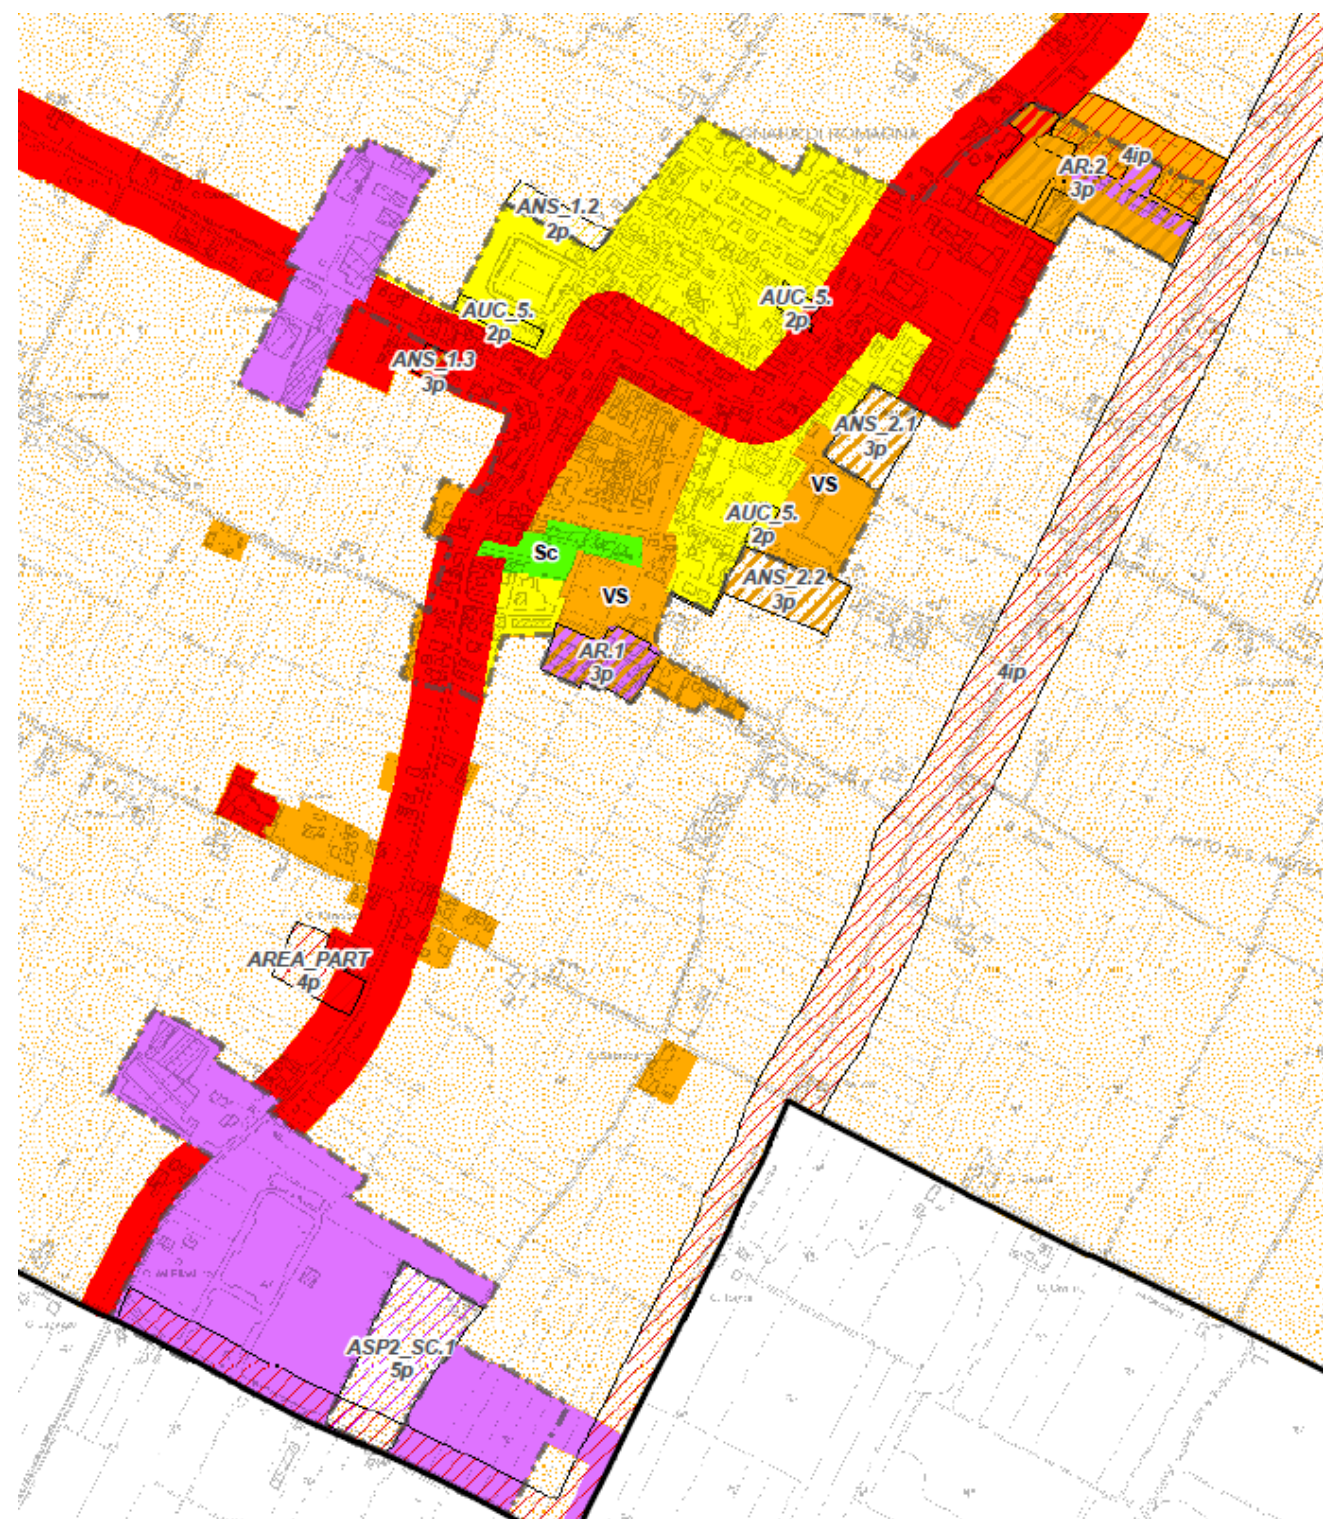 4ip
AR.2
3p
ANS_1.2
2p
AUC_5.
2p
AUC_5.
2p
ANS_1.3
3p
ANS_2.1
3p
VS
AUC_5.
2p
Sc
ANS_2.2
3p
VS
AR.1
3p
4ip
AREA_PART
4p
ASP2_SC.1
5p